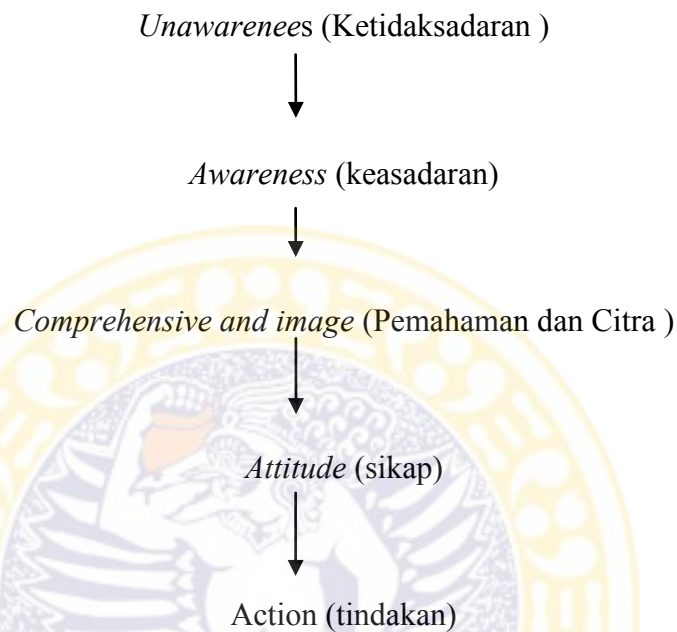 Unawarenees (Ketidaksadaran )
Awareness (keasadaran)
Comprehensive and image (Pemahaman dan Citra )
Attitude (sikap)
Action (tindakan)